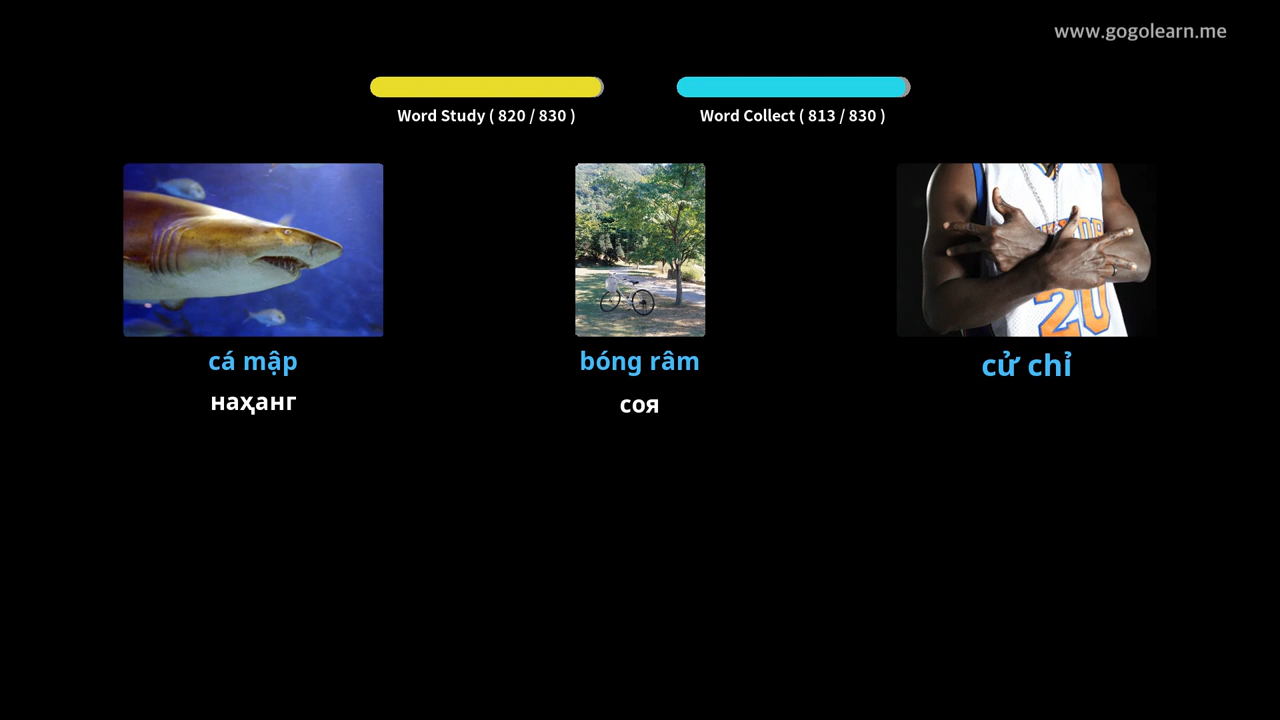 www.gogolearn.me
Word Study ( 820 / 830 )
Word Collect ( 813 / 830 )
20
cá mập
bóng râm
cử chỉ
наҳанг
соя